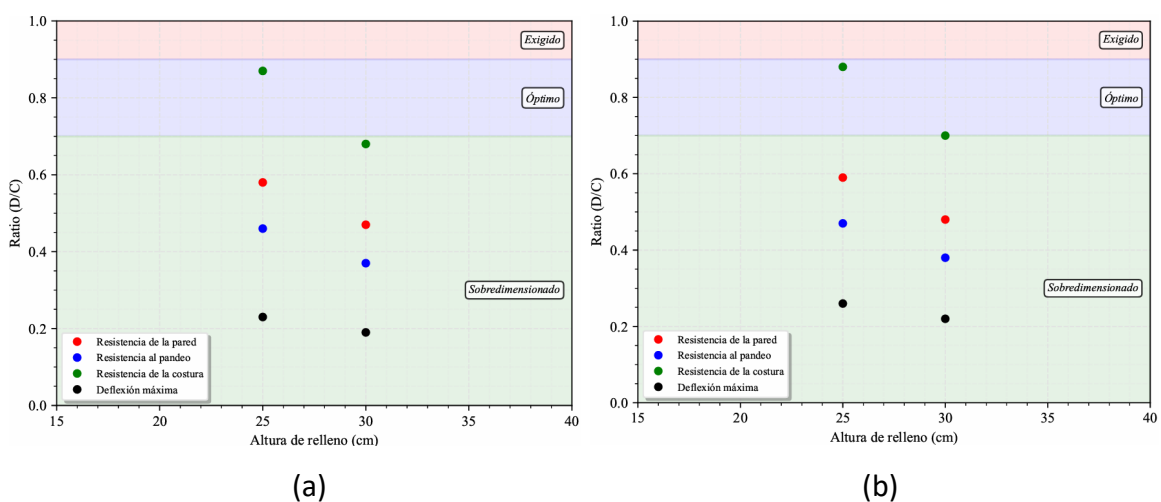 1.0
0.8
0.6
0.4
0.2
0.0
Ratio (D/C)
Exigido
Óptimo
Sobredimensionado
Resistencia de la pared
Resistencia al pandeo
Resistencia de la costura
Deflexión máxima
15 20 25 30 35 40
Altura de relleno (cm)
(a)
1.0
0.8
0.6
0.4
0.2
0.0
Ratio (D/C)
Exigido
Óptimo
Sobredimensionado
Resistencia de la pared
Resistencia al pandeo
Resistencia de la costura
Deflexión máxima
15 20 25 30 35 40
Altura de relleno (cm)
(b)